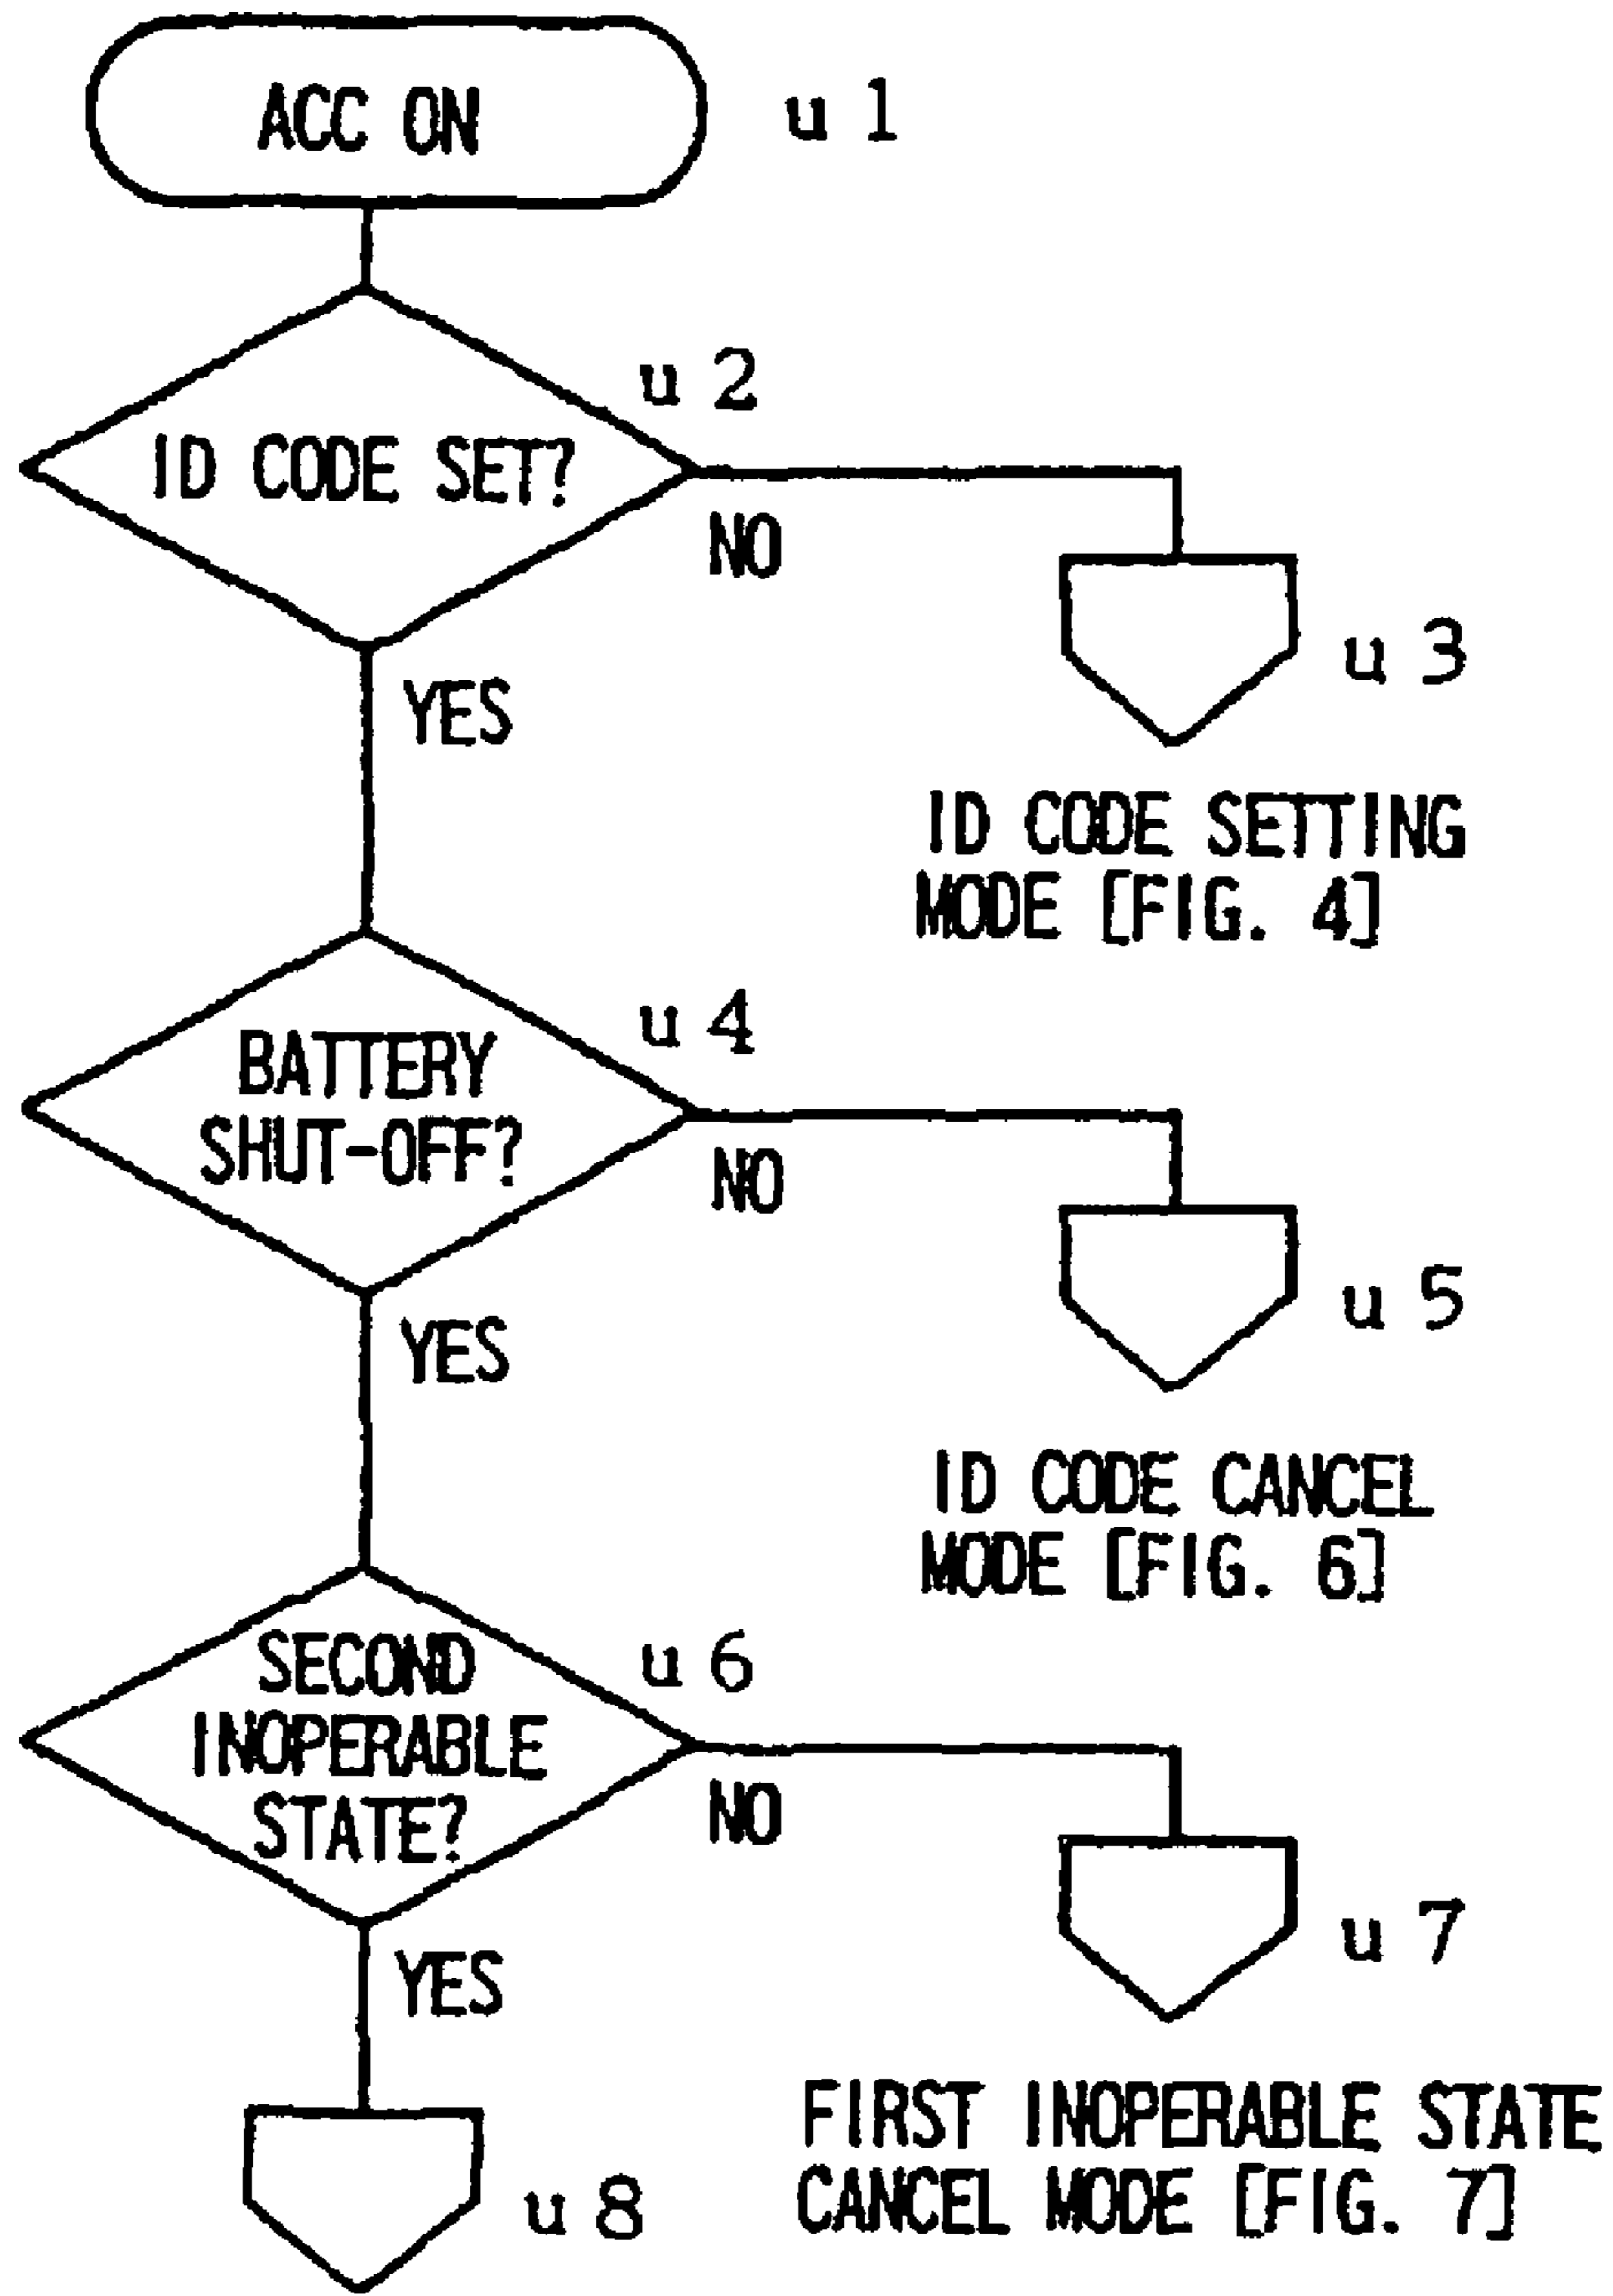 ACC ON
u 1
u 2
ID CODE SET?
NO
u 3
YES
ID CODE SETTING
MODE [FIG. 4]
u 4
BATTERY
SHUT-OFF?
NO
u 5
YES
ID CODE CANCEL
MODE [FIG. 6]
u 6
SECOND
INOPERABLE
STATE?
NO
u 7
YES
FIRST INOPERABLE STATE
CANCEL MODE [FIG. 7]
u 8